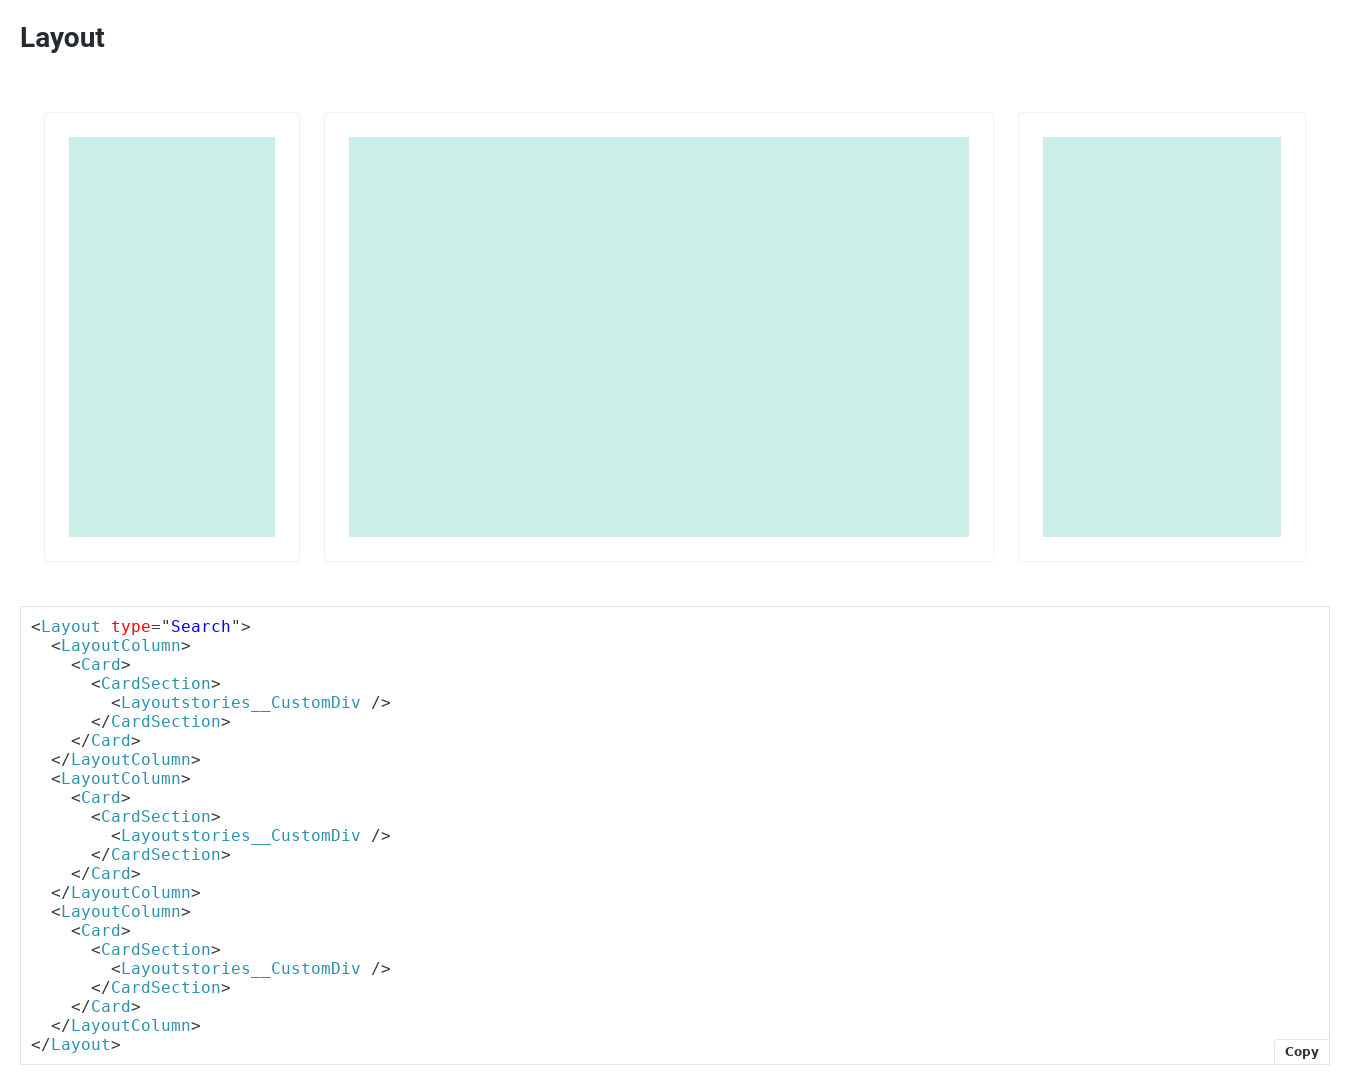 Layout
<Layout type="Search">
  <LayoutColumn>
    <Card>
      <CardSection>
        <Layoutstories__CustomDiv />
      </CardSection>
    </Card>
  </LayoutColumn>
  <LayoutColumn>
    <Card>
      <CardSection>
        <Layoutstories__CustomDiv />
      </CardSection>
    </Card>
  </LayoutColumn>
  <LayoutColumn>
    <Card>
      <CardSection>
        <Layoutstories__CustomDiv />
      </CardSection>
    </Card>
  </LayoutColumn>
</Layout>
Copy